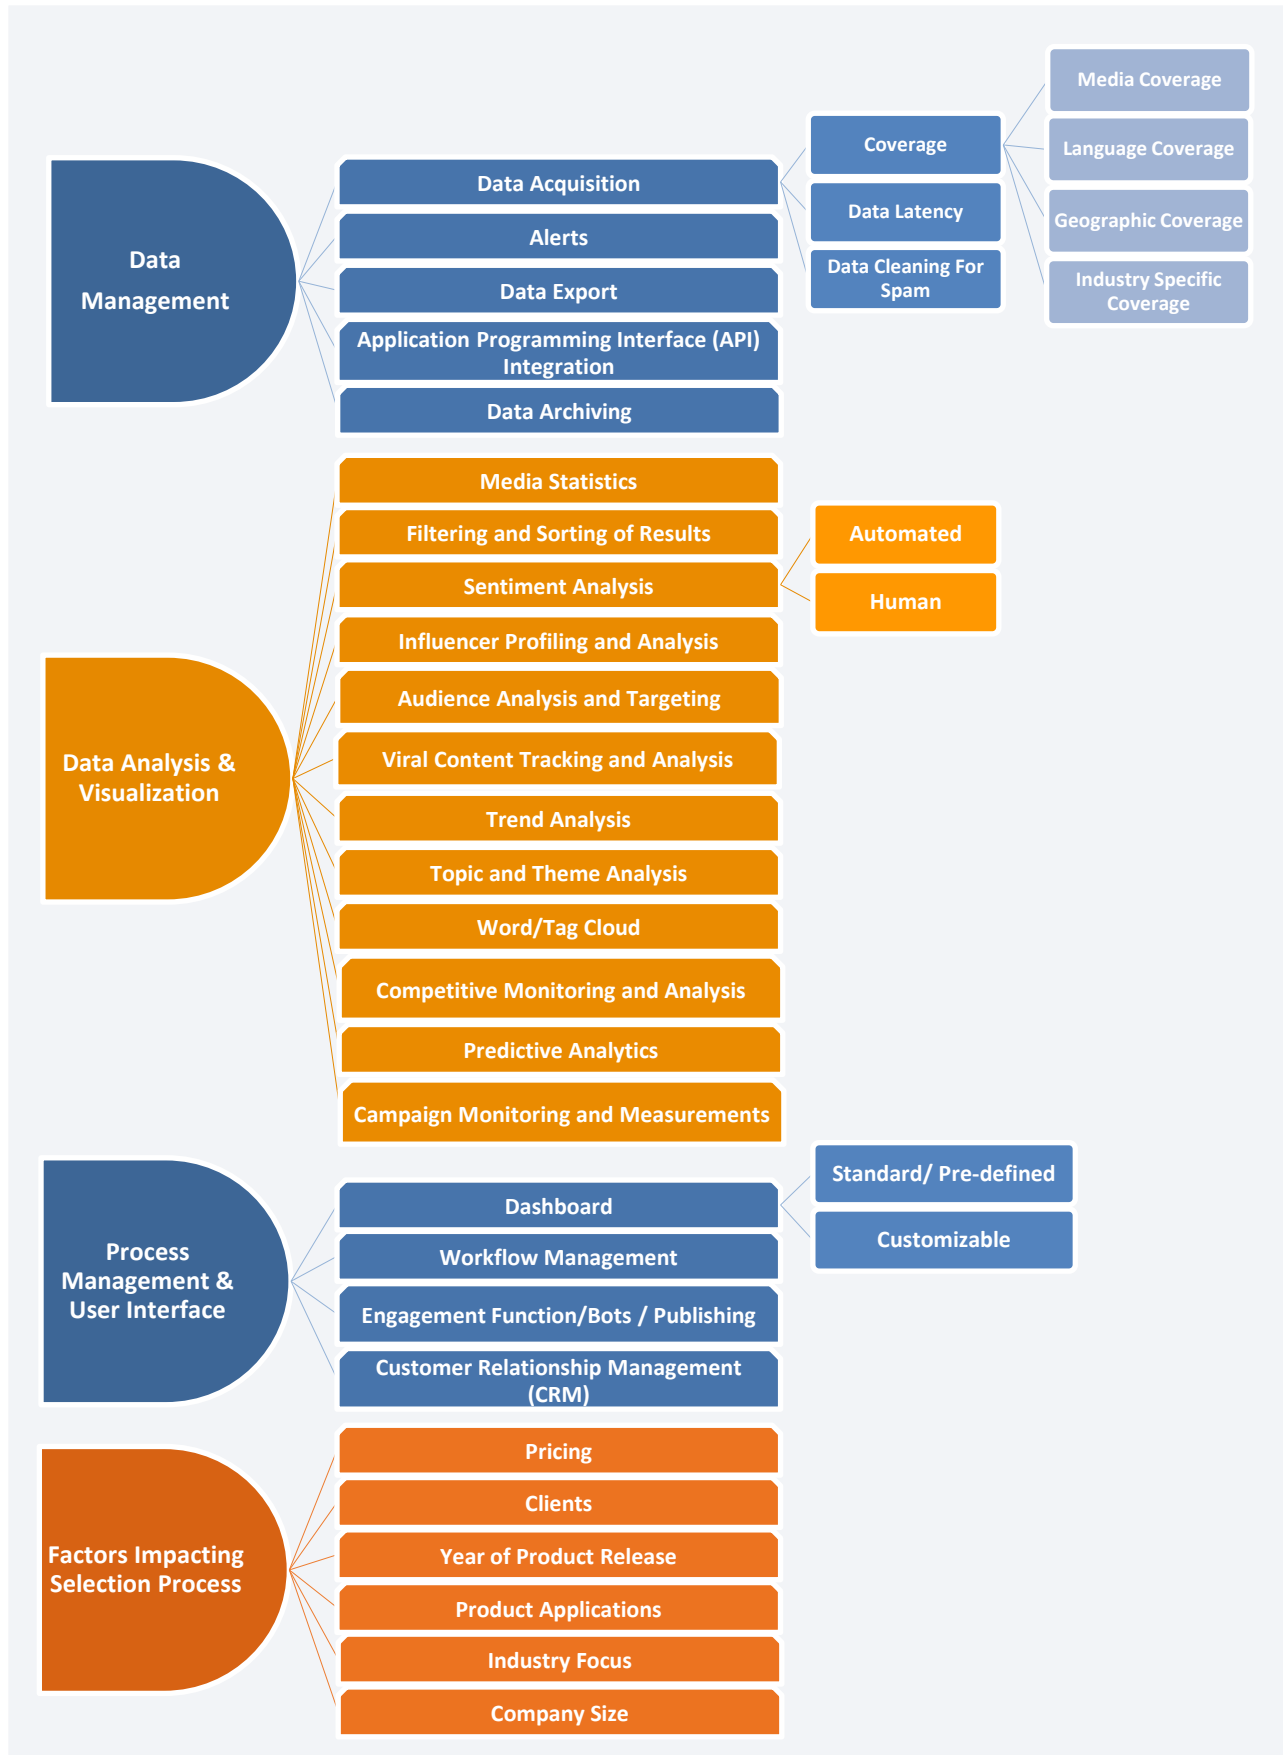 Data
Management
Data Acquisition
Alerts
Data Export
Application Programming Interface (API)
Integration
Data Archiving
Coverage
Data Latency
Data Cleaning For
Spam
Media Coverage
Language Coverage
Geographic Coverage
Industry Specific
Coverage
Data Analysis &
Visualization
Media Statistics
Filtering and Sorting of Results
Sentiment Analysis
Influencer Profiling and Analysis
Audience Analysis and Targeting
Viral Content Tracking and Analysis
Trend Analysis
Topic and Theme Analysis
Word/Tag Cloud
Competitive Monitoring and Analysis
Predictive Analytics
Campaign Monitoring and Measurements
Automated
Human
Process
Management &
User Interface
Dashboard
Workflow Management
Engagement Function/Bots / Publishing
Customer Relationship Management
(CRM)
Standard/ Pre-defined
Customizable
Factors Impacting
Selection Process
Pricing
Clients
Year of Product Release
Product Applications
Industry Focus
Company Size